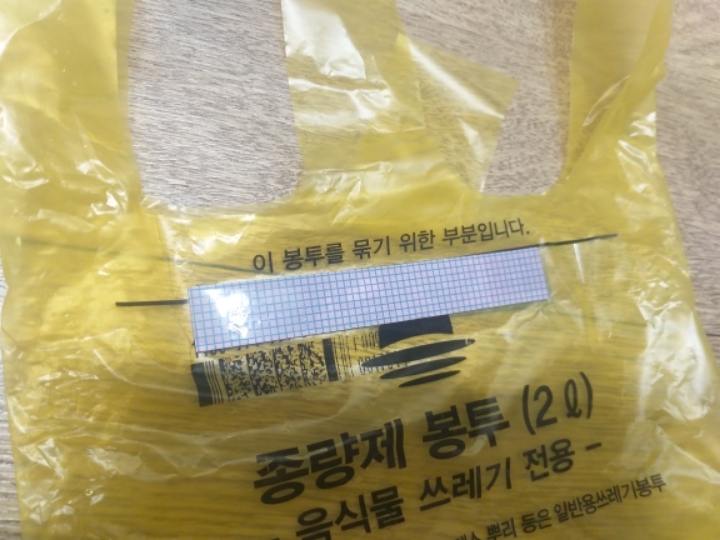 이 봉투를 묶기 위한 부분입니다.
종량제 봉투 (2ℓ)
음식물 쓰레기 전용 -
뿌리 등은 일반용쓰레기봉투